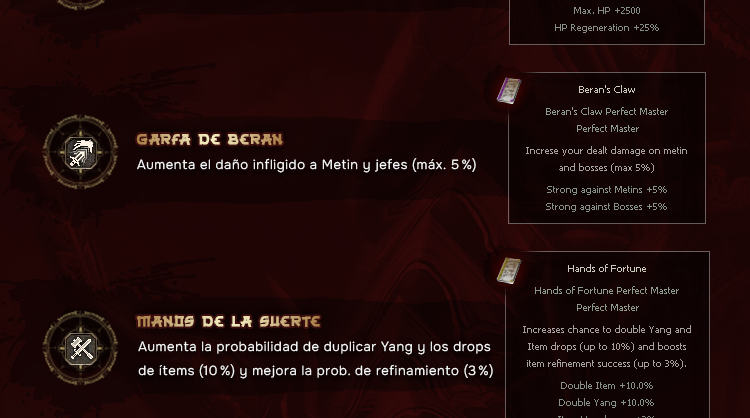 Max. HP +2500
HP Regeneration +25%
GARRA DE BERAN
Aumenta el daño infligido a Metin y jefes (máx. 5 %)
Beran's Claw
Beran's Claw Perfect Master
Perfect Master
Increse your dealt damage on metin
and bosses (max 5%)
Strong against Metins +5%
Strong against Bosses +5%
MANOS DE LA SUERTE
Aumenta la probabilidad de duplicar Yang y los drops
de ítems (10 %) y mejora la prob. de refinamiento (3 %)
Hands of Fortune
Hands of Fortune Perfect Master
Perfect Master
Increases chance to double Yang and
Item drops (up to 10%) and boosts
item refinement success (up to 3%).
Double Item +10.0%
Double Yang +10.0%